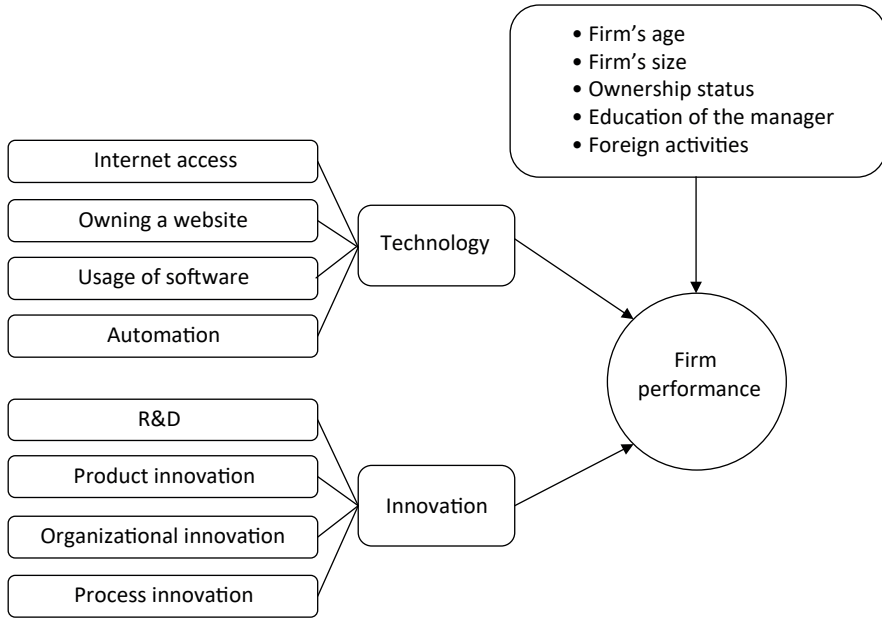 • Firm's age
• Firm's size
• Ownership status
• Education of the manager
• Foreign activities
Internet access
Owning a website
Usage of software
Automation
Technology
Firm
performance
R&D
Product innovation
Organizational innovation
Process innovation
Innovation